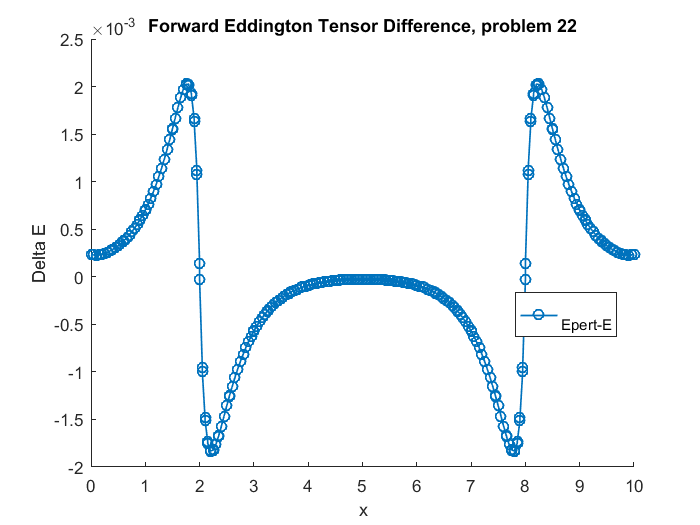 ×10⁻³
Forward Eddington Tensor Difference, problem 22
2.5
2
1.5
1
0.5
0
-0.5
-1
-1.5
-2
Delta E
Epert-E
0 1 2 3 4 5 6 7 8 9 10
x